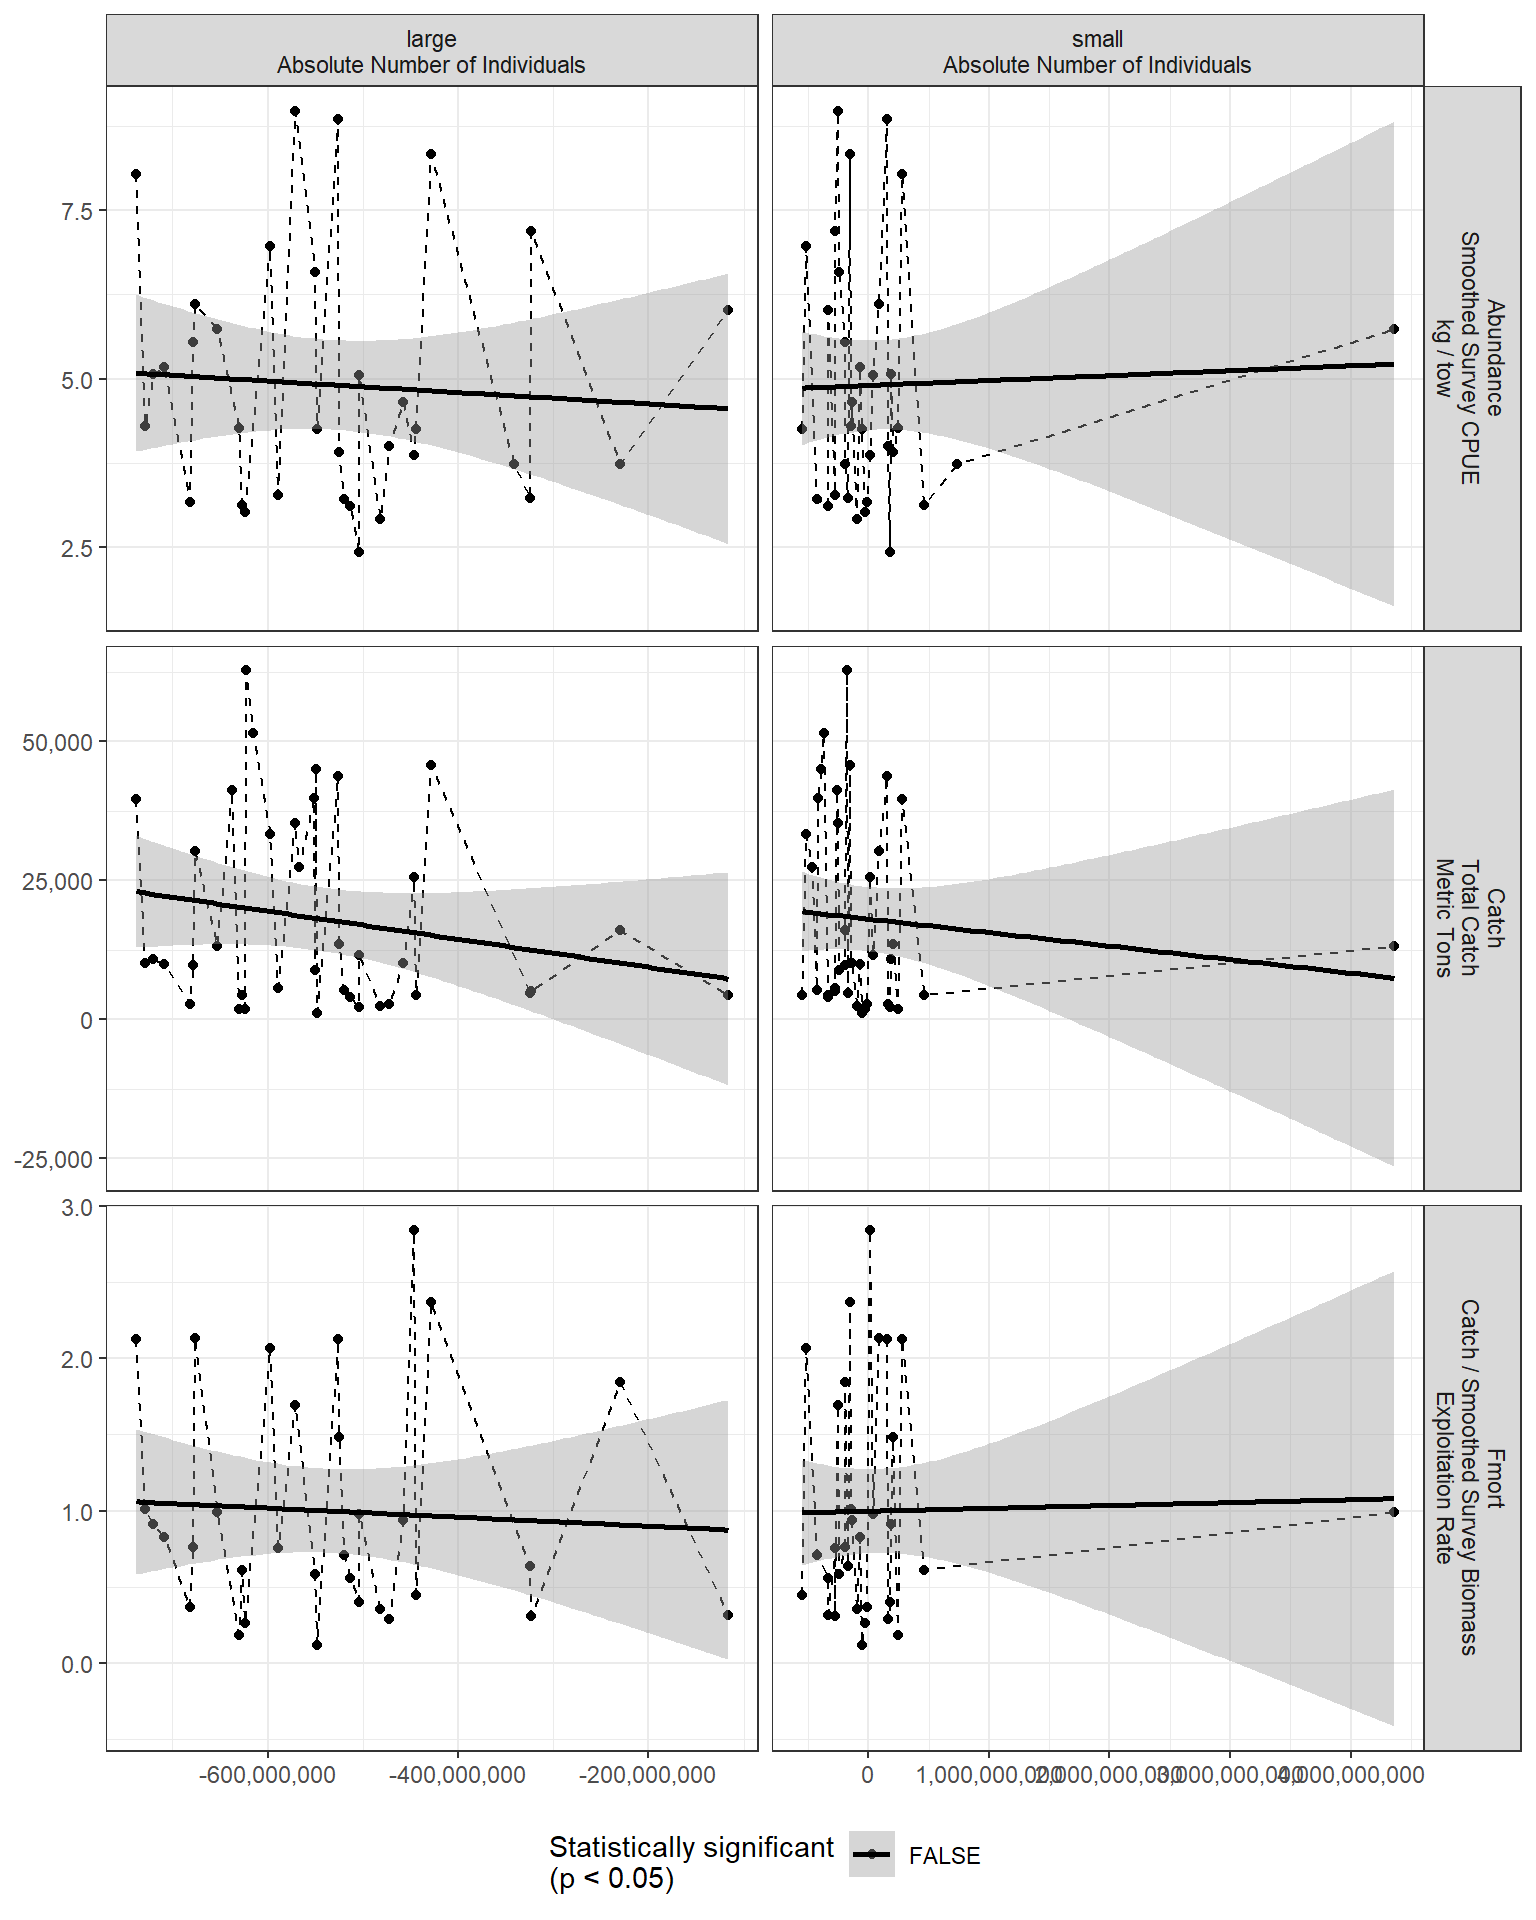 large
Absolute Number of Individuals
small
Absolute Number of Individuals
7.5
5.0
2.5
Abundance
Smoothed Survey CPUE
kg / tow
50,000
25,000
0
-25,000
Catch
Total Catch
Metric Tons
3.0
2.0
1.0
0.0
Fmort
Catch / Smoothed Survey Biomass
Exploitation Rate
-600,000,000
-400,000,000
-200,000,000
0
1,000,000,000
2,000,000,000
3,000,000,000
4,000,000,000
Statistically significant
(p < 0.05)
FALSE